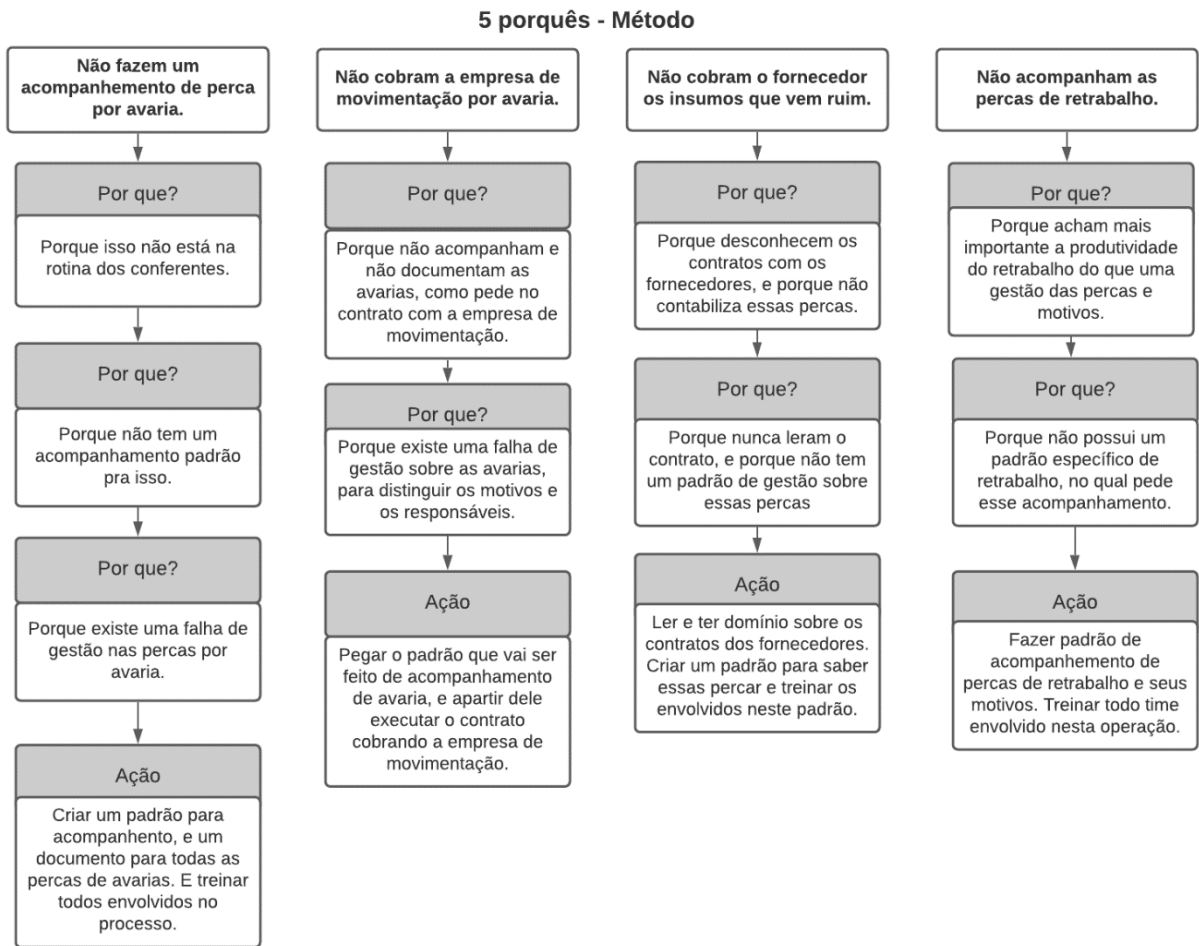 5 porquês - Método
Não fazem um
acompanhemento de perca
por avaria.
Por que?
Porque isso não está na
rotina dos conferentes.
Por que?
Porque não tem um
acompanhamento padrão
pra isso.
Por que?
Porque existe uma falha de
gestão nas percas por
avaria.
Ação
Criar um padrão para
acompanhento, e um
documento para todas as
percas de avarias. E treinar
todos envolvidos no
processo.
Não cobram a empresa de
movimentação por avaria.
Por que?
Porque não acompanham e
não documentam as
avarias, como pede no
contrato com a empresa de
movimentação.
Por que?
Porque existe uma falha de
gestão sobre as avarias,
para distinguir os motivos e
os responsáveis.
Ação
Pegar o padrão que vai ser
feito de acompanhamento
de avaria, e apartir dele
executar o contrato
cobrando a empresa de
movimentação.
Não cobram o fornecedor
os insumos que vem ruim.
Por que?
Porque desconhecem os
contratos com os
fornecedores, e porque não
contabiliza essas percas.
Por que?
Porque nunca leram o
contrato, e porque não tem
um padrão de gestão sobre
essas percas
Ação
Ler e ter domínio sobre os
contratos dos fornecedores.
Criar um padrão para saber
essas percar e treinar os
envolvidos neste padrão.
Não acompanham as
percas de retrabalho.
Por que?
Porque acham mais
importante a produtividade
do retrabalho do que uma
gestão das percas e
motivos.
Por que?
Porque não possui um
padrão específico de
retrabalho, no qual pede
esse acompanhamento.
Ação
Fazer padrão de
acompanhemento de
percas de retrabalho e seus
motivos. Treinar todo time
envolvido nesta operação.